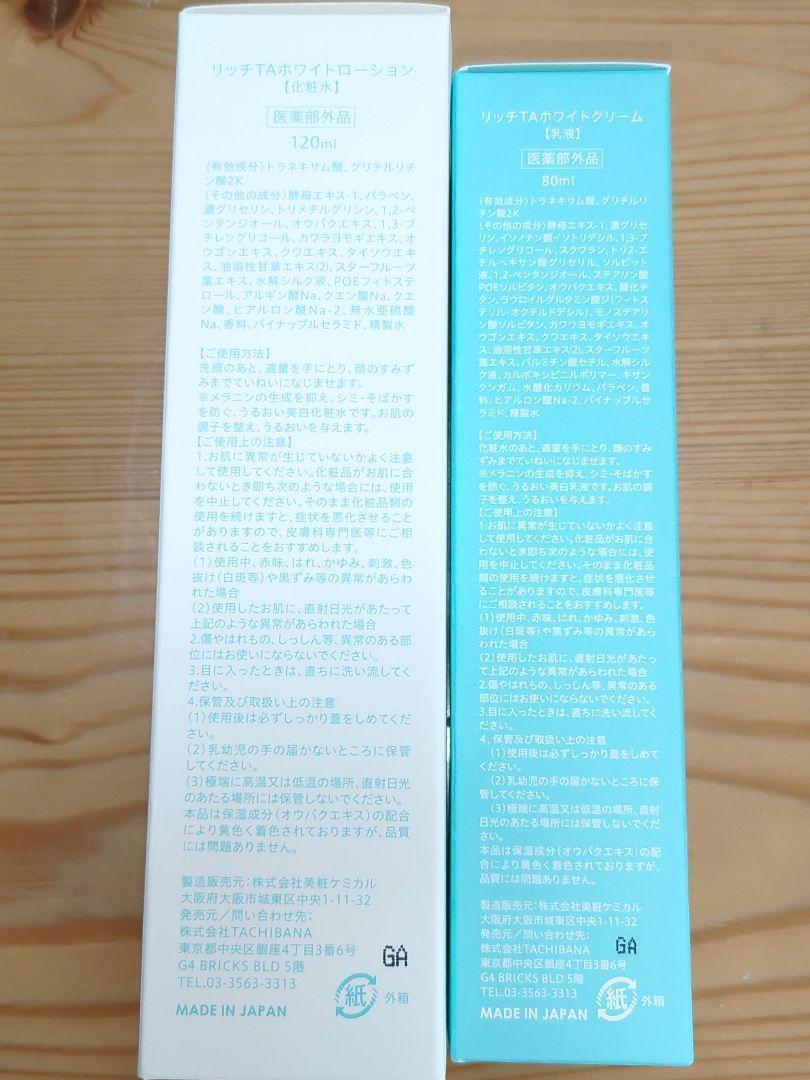 リッチTAホワイトローション
【化粧水】
医薬部外品
120ml
〈有効成分〉トラネキサム酸、グリチルリチ
ン酸2K
〈その他の成分〉酵母エキス-1、パラベン、
濃グリセリン、トリメチルグリシン、1,2-ペ
ンタンジオール、オウバクエキス、1,3-ブ
チレングリコール、カワラヨモギエキス、オ
ウゴンエキス、クワエキス、タイソウエキ
ス、油溶性甘草エキス(2)、スターフルーツ
葉エキス、水解シルク液、POEフィトステ
ロール、アルギン酸Na、クエン酸Na、クエ
ン酸、ヒアルロン酸Na-2、無水亜硫酸
Na、香料、パイナップルセラミド、精製水
【ご使用方法】
洗顔のあと、適量を手にとり、顔のすみず
みまでていねいになじませます。
※メラニンの生成を抑え、シミ・そばかす
を防ぐ、うるおい美白化粧水です。お肌の
調子を整え、うるおいを与えます。
【ご使用上の注意】
1.お肌に異常が生じていないかよく注意
して使用してください。化粧品がお肌に合
わないとき即ち次のような場合には、使用
を中止してください。そのまま化粧品類の
使用を続けますと、症状を悪化させること
がありますので、皮膚科専門医等にご相
談されることをおすすめします。
(1)使用中、赤味、はれ、かゆみ、刺激、色
抜け(白斑等)や黒ずみ等の異常があらわ
れた場合
(2)使用したお肌に、直射日光があたって
上記のような異常があらわれた場合
2.傷やはれもの、しっしん等、異常のある部
位にはお使いにならないでください。
3.目に入ったときは、直ちに洗い流してく
ださい。
4.保管及び取扱い上の注意
(1)使用後は必ずしっかり蓋をしめてくだ
さい。
(2)乳幼児の手の届かないところに保管
してください。
(3)極端に高温又は低温の場所、直射日光
のあたる場所には保管しないでください。
本品は保湿成分(オウバクエキス)の配合
により黄色く着色されておりますが、品質
には問題ありません。
製造販売元:株式会社美粧ケミカル
大阪府大阪市城東区中央1-11-32
発売元/問い合わせ先:
株式会社TACHIBANA
東京都中央区銀座4丁目3番6号
G4 BRICKS BLD 5階
TEL.03-3563-3313
MADE IN JAPAN
GA
紙 外箱
リッチTAホワイトクリーム
【乳液】
医薬部外品
80ml
〈有効成分〉トラネキサム酸、グリチルリ
チン酸2K
〈その他の成分〉酵母エキス-1、濃グリセ
リン、イソノナン酸イソトリデシル、1,3-ブ
チレングリコール、スクワラン、トリ2-エ
チルヘキサン酸グリセリル、ソルビット
液、1,2-ペンタンジオール、ステアリン酸
POEソルビタン、オウバクエキス、酸化チ
タン、ラウロイルグルタミン酸ジ(フィトス
テリル・オクチルドデシル)、モノステアリ
ン酸ソルビタン、カワラヨモギエキス、オ
ウゴンエキス、クワエキス、タイソウエキ
ス、油溶性甘草エキス(2)、スターフルーツ
葉エキス、パルミチン酸セチル、水解シル
ク液、カルボキシビニルポリマー、キサン
タンガム、水酸化カリウム、パラベン、香
料、ヒアルロン酸Na-2、パイナップルセ
ラミド、精製水
【ご使用方法】
化粧水のあと、適量を手にとり、顔のすみ
ずみまでていねいになじませます。
※メラニンの生成を抑え、シミ・そばかす
を防ぐ、うるおい美白乳液です。お肌の調
子を整え、うるおいを与えます。
【ご使用上の注意】
1.お肌に異常が生じていないかよく注意
して使用してください。化粧品がお肌に合
わないとき即ち次のような場合には、使
用を中止してください。そのまま化粧品
類の使用を続けますと、症状を悪化させ
ることがありますので、皮膚科専門医等
にご相談されることをおすすめします。
(1)使用中、赤味、はれ、かゆみ、刺激、色
抜け(白斑等)や黒ずみ等の異常があら
われた場合
(2)使用したお肌に、直射日光があたっ
て上記のような異常があらわれた場合
2.傷やはれもの、しっしん等、異常のある
部位にはお使いにならないでください。
3.目に入ったときは、直ちに洗い流してく
ださい。
4.保管及び取扱い上の注意
(1)使用後は必ずしっかり蓋をしめて
ください。
(2)乳幼児の手の届かないところに保
管してください。
(3)極端に高温又は低温の場所、直射
日光のあたる場所には保管しないでくだ
さい。
本品は保湿成分(オウバクエキス)の配
合により黄色く着色されておりますが、
品質には問題ありません。
製造販売元:株式会社美粧ケミカル
大阪府大阪市城東区中央1-11-32
発売元/問い合わせ先:
株式会社TACHIBANA
東京都中央区銀座4丁目3番6号
G4 BRICKS BLD 5階
TEL.03-3563-3313
MADE IN JAPAN
GA
紙 外箱